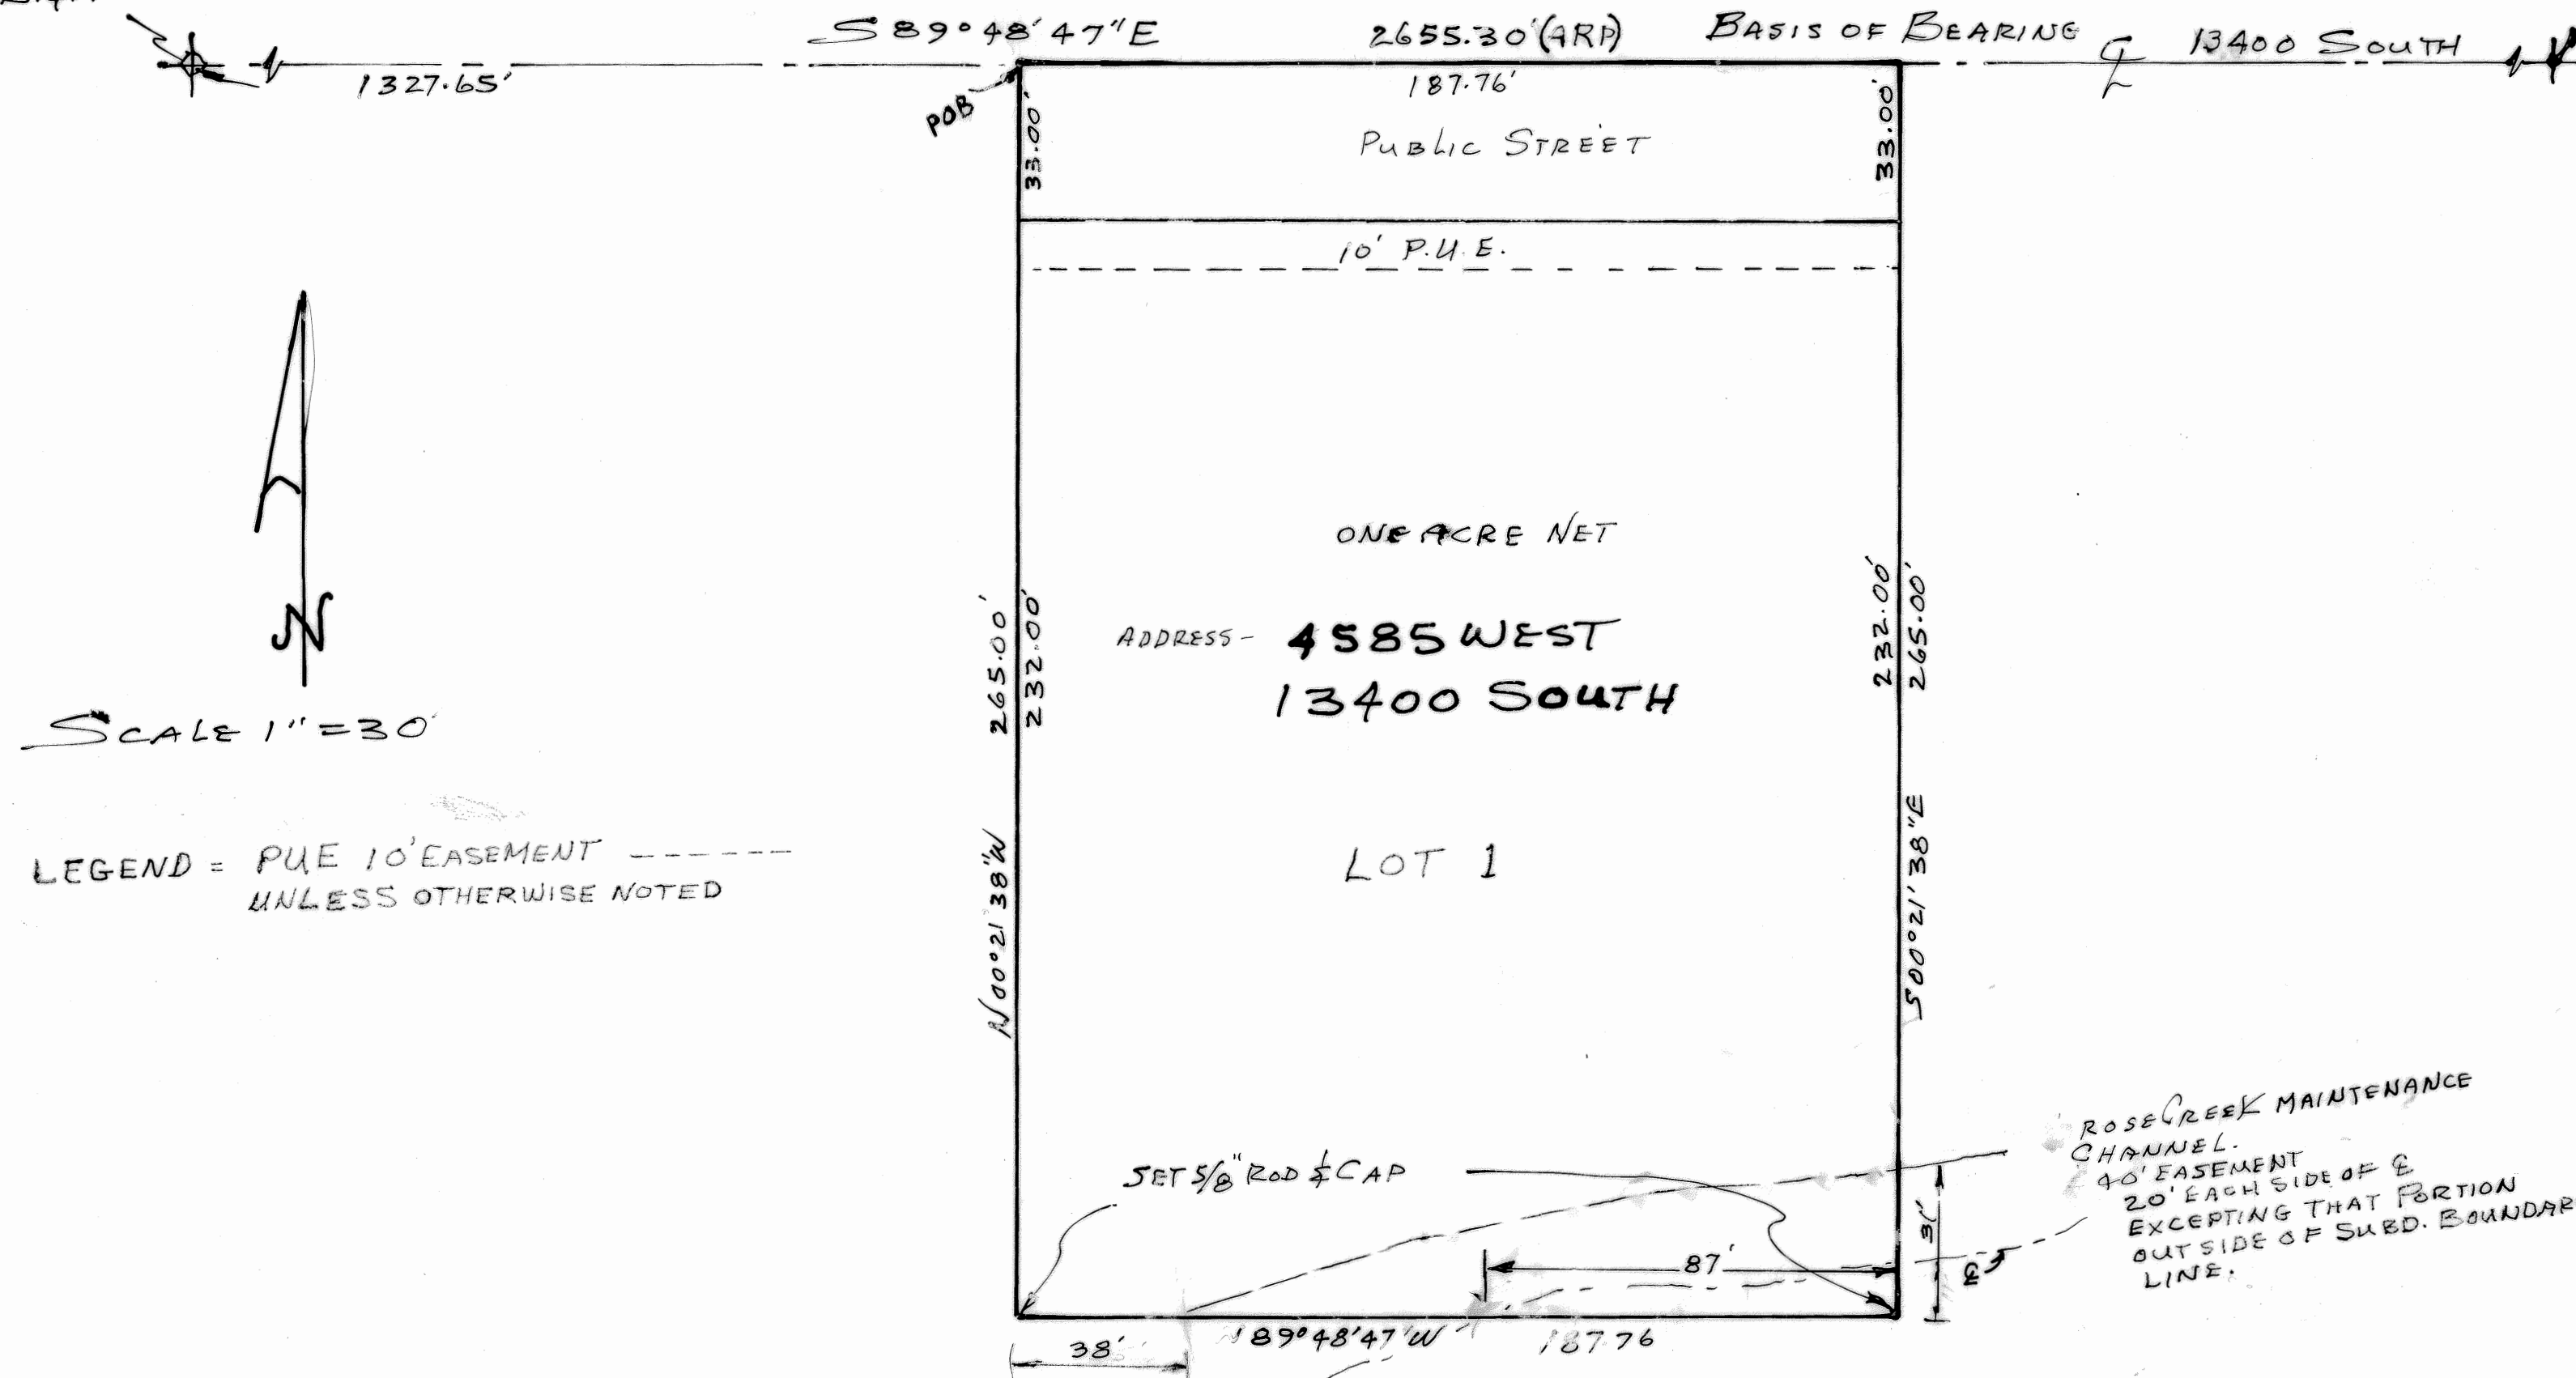 S 89°48'47"E 2655.30'(ARP) BASIS OF BEARING ℄ 13400 SOUTH
1327.65'
187.76'
POB
33.00'
33.00'
PUBLIC STREET
10' P.U.E.
N
SCALE 1"=30'
LEGEND = PUE 10' EASEMENT ------
UNLESS OTHERWISE NOTED
ONE ACRE NET
ADDRESS- 4585 WEST
13400 SOUTH
LOT 1
265.00'
232.00'
N00°21'38"W
232.00'
265.00'
S00°21'38"E
SET 5/8" ROD & CAP
ROSECREEK MAINTENANCE
CHANNEL.
40' EASEMENT
20' EACH SIDE OF ℄
EXCEPTING THAT PORTION
OUTSIDE OF SUBD. BOUNDAR
LINE.
31'
℄
87'
38'
N89°48'47"W 187.76